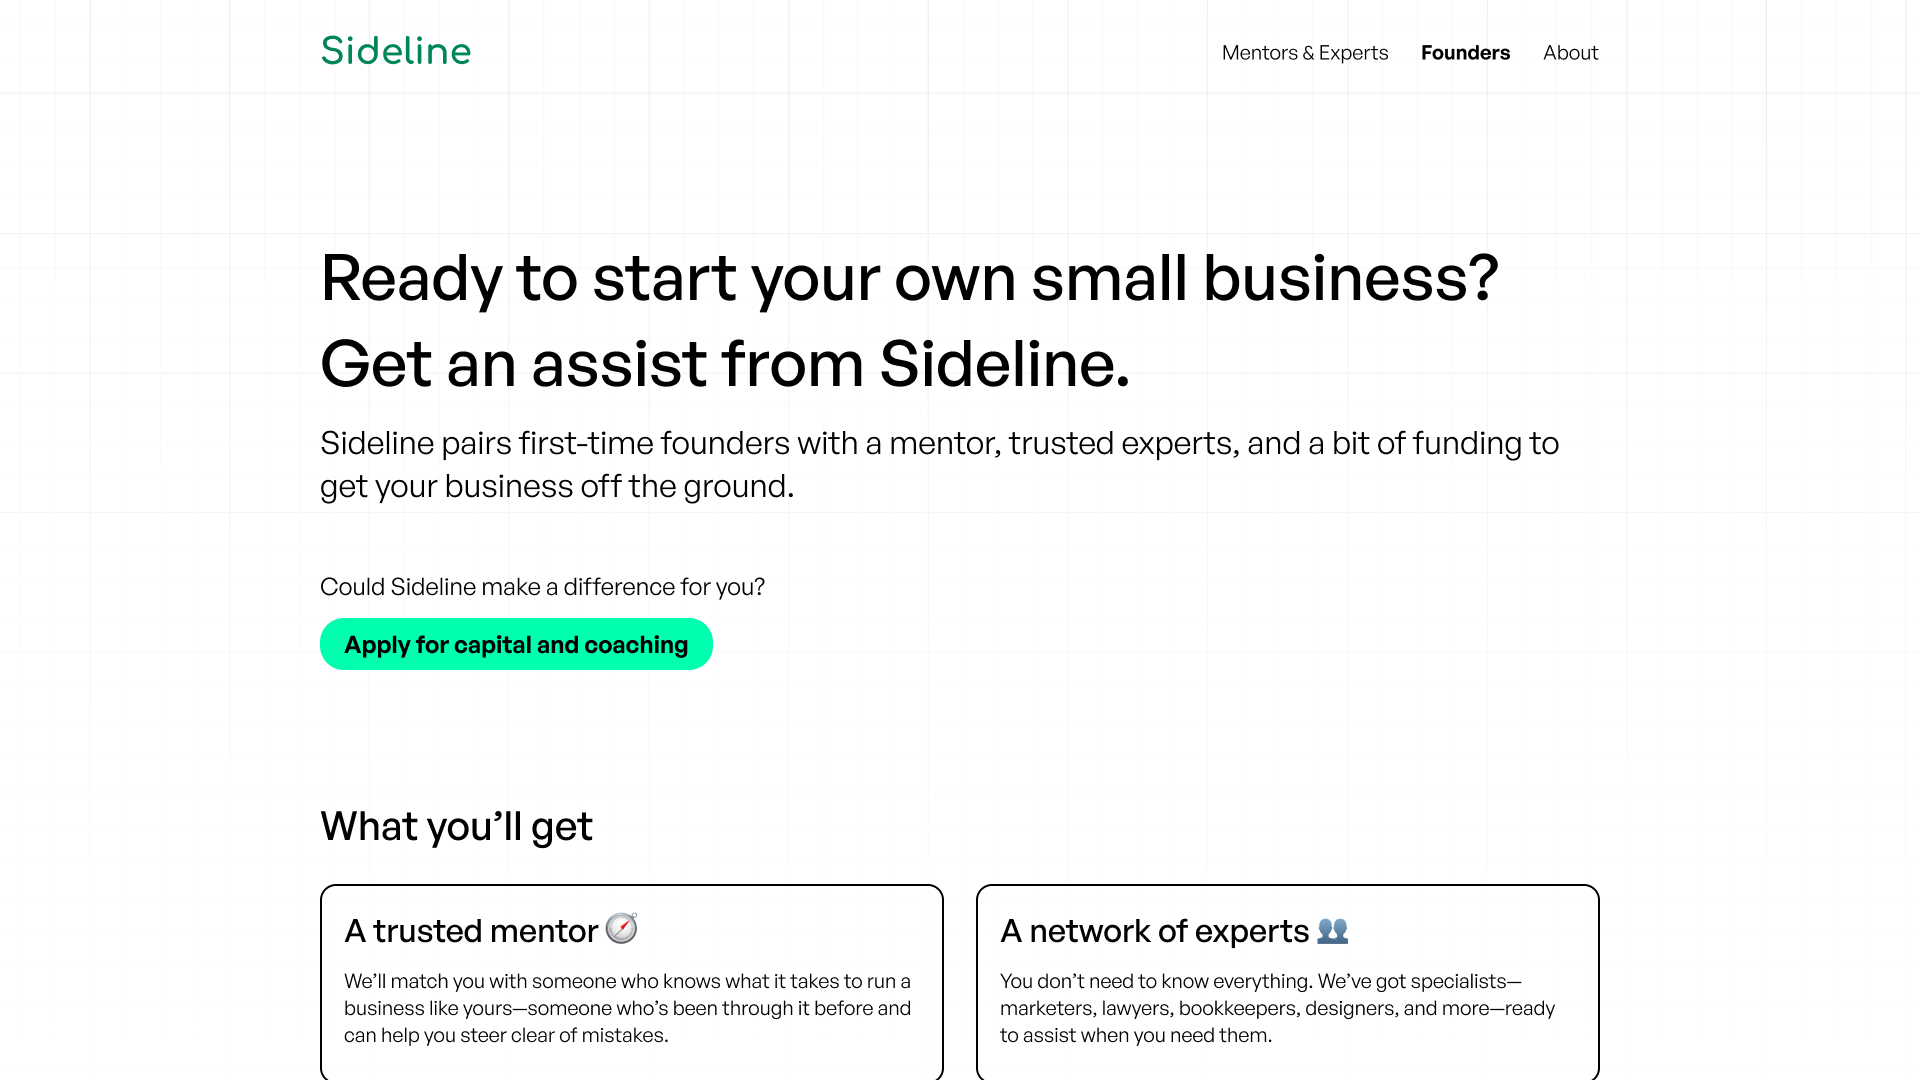 Sideline
Mentors & Experts
Founders
About
Ready to start your own small business?
Get an assist from Sideline.
Sideline pairs first-time founders with a mentor, trusted experts, and a bit of funding to
get your business off the ground.
Could Sideline make a difference for you?
Apply for capital and coaching
What you’ll get
A trusted mentor
We’ll match you with someone who knows what it takes to run a
business like yours—someone who’s been through it before and
can help you steer clear of mistakes.
A network of experts
You don’t need to know everything. We’ve got specialists—
marketers, lawyers, bookkeepers, designers, and more—ready
to assist when you need them.